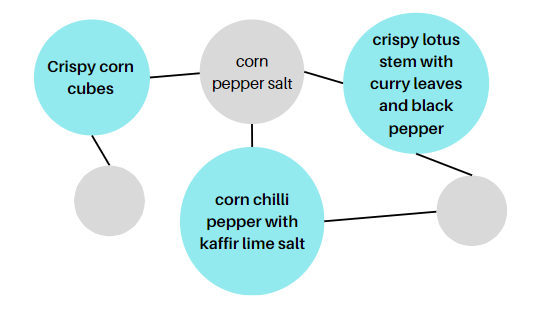 Crispy corn
cubes
corn
pepper salt
crispy lotus
stem with
curry leaves
and black
pepper
corn chilli
pepper with
kaffir lime salt